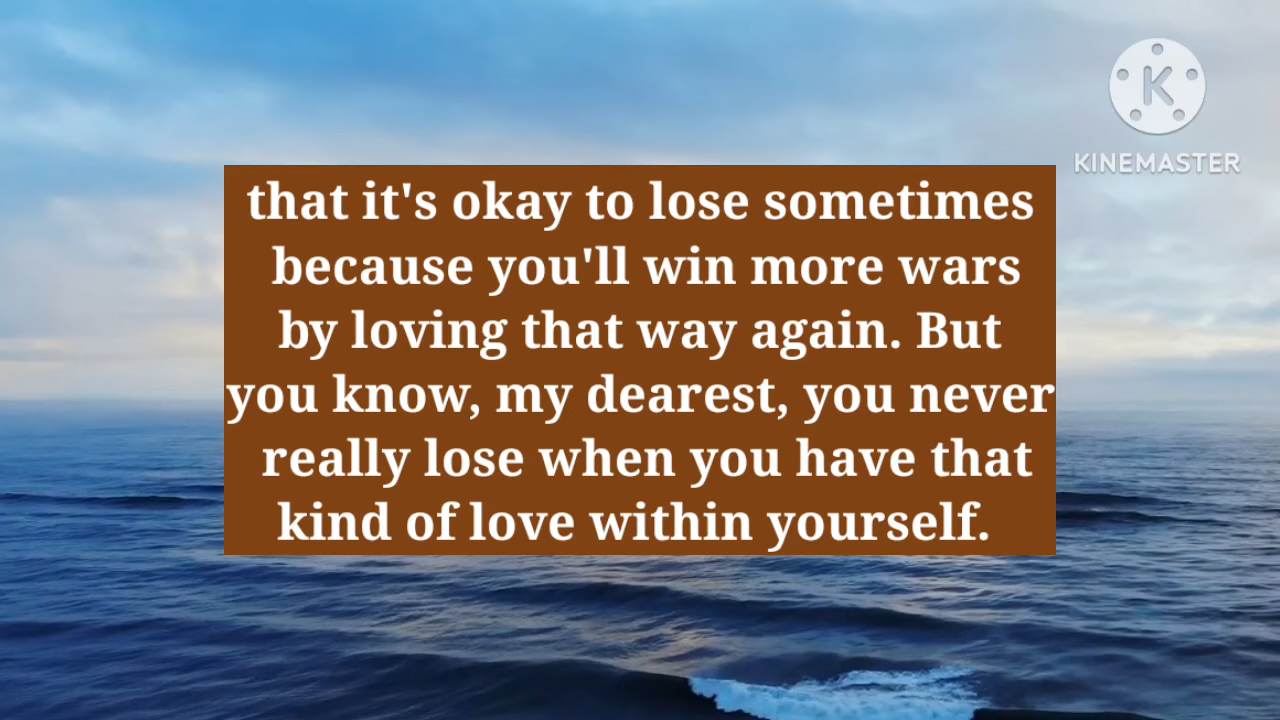 K
KINEMASTER
that it's okay to lose sometimes
because you'll win more wars
by loving that way again. But
you know, my dearest, you never
really lose when you have that
kind of love within yourself.